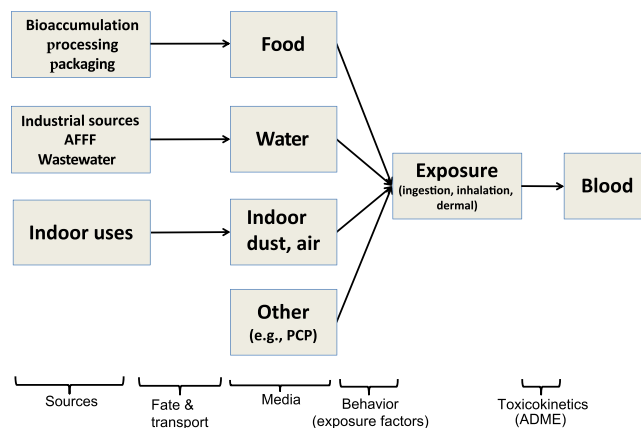 Bioaccumulation
processing
packaging
Food
Industrial sources
AFFF
Wastewater
Water
Exposure
(ingestion, inhalation,
dermal)
Blood
Indoor uses
Indoor
dust, air
Other
(e.g., PCP)
Sources
Fate &
transport
Media
Behavior
(exposure factors)
Toxicokinetics
(ADME)